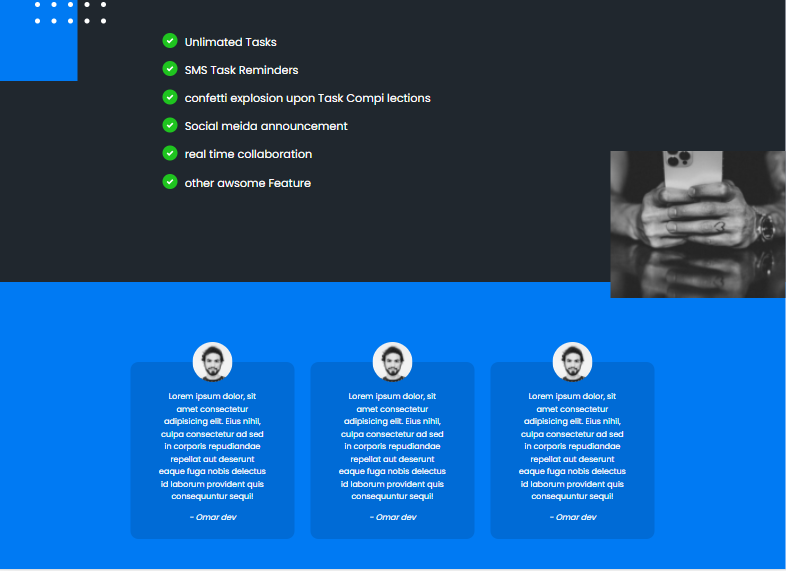 Unlimated Tasks
SMS Task Reminders
confetti explosion upon Task Compi lections
Social meida announcement
real time collaboration
other awsome Feature
Lorem ipsum dolor, sit
amet consectetur
adipisicing elit. Eius nihil,
culpa consectetur ad sed
in corporis repudiandae
repellat aut deserunt
eaque fuga nobis delectus
id laborum provident quis
consequuntur sequi!
- Omar dev
Lorem ipsum dolor, sit
amet consectetur
adipisicing elit. Eius nihil,
culpa consectetur ad sed
in corporis repudiandae
repellat aut deserunt
eaque fuga nobis delectus
id laborum provident quis
consequuntur sequi!
- Omar dev
Lorem ipsum dolor, sit
amet consectetur
adipisicing elit. Eius nihil,
culpa consectetur ad sed
in corporis repudiandae
repellat aut deserunt
eaque fuga nobis delectus
id laborum provident quis
consequuntur sequi!
- Omar dev